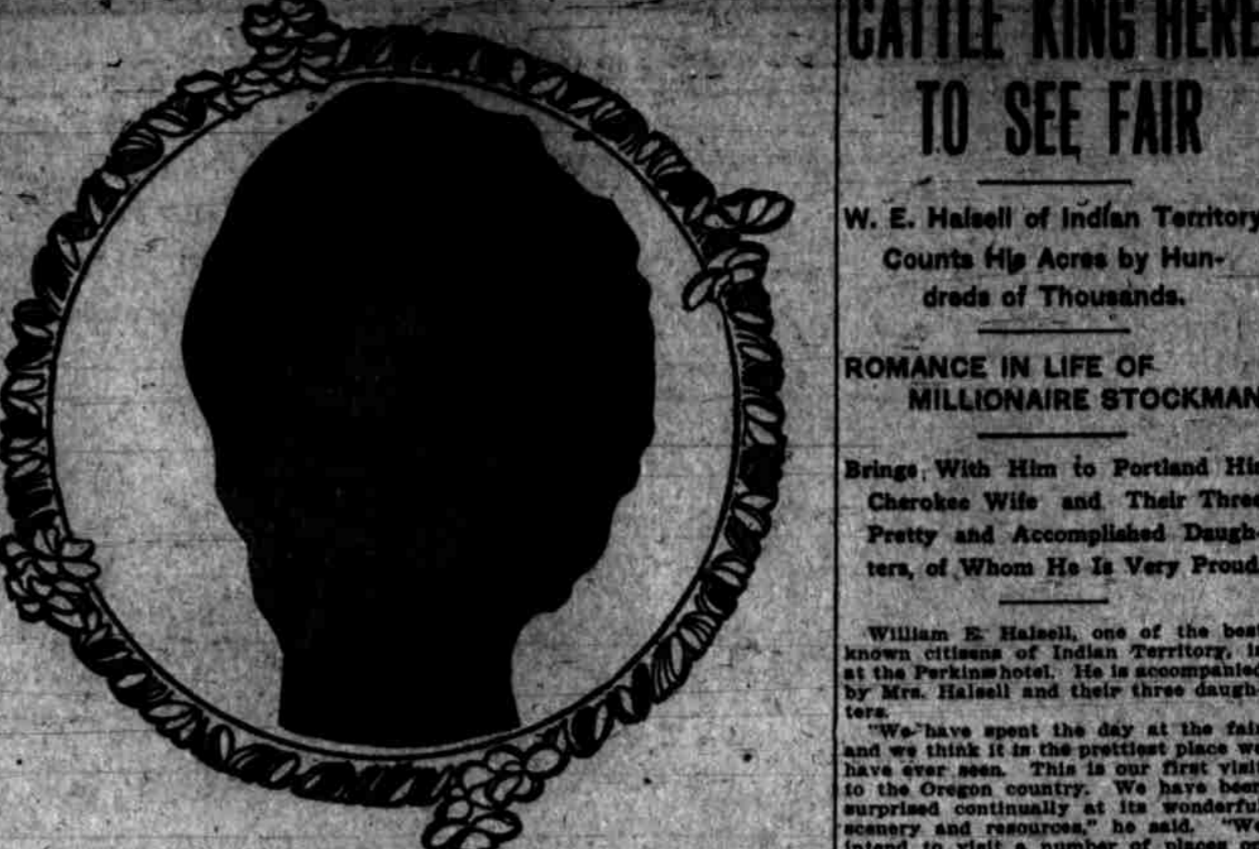 CATTLE KING HERE
TO SEE FAIR
W. E. Halsell of Indian Territory
Counts His Acres by Hun-
dreds of Thousands.
ROMANCE IN LIFE OF
MILLIONAIRE STOCKMAN
Brings With Him to Portland His
Cherokee Wife and Their Three
Pretty and Accomplished Daugh-
ters, of Whom He Is Very Proud.
William E. Halsell, one of the best
known citizens of Indian Territory, is
at the Perkins hotel. He is accompanied
by Mrs. Halsell and their three daugh-
ters.
"We have spent the day at the fair
and we think it is the prettiest place we
have ever seen. This is our first visit
to the Oregon country. We have been
surprised continually at its wonderful
scenery and resources," he said. "We
intend to visit a number of places